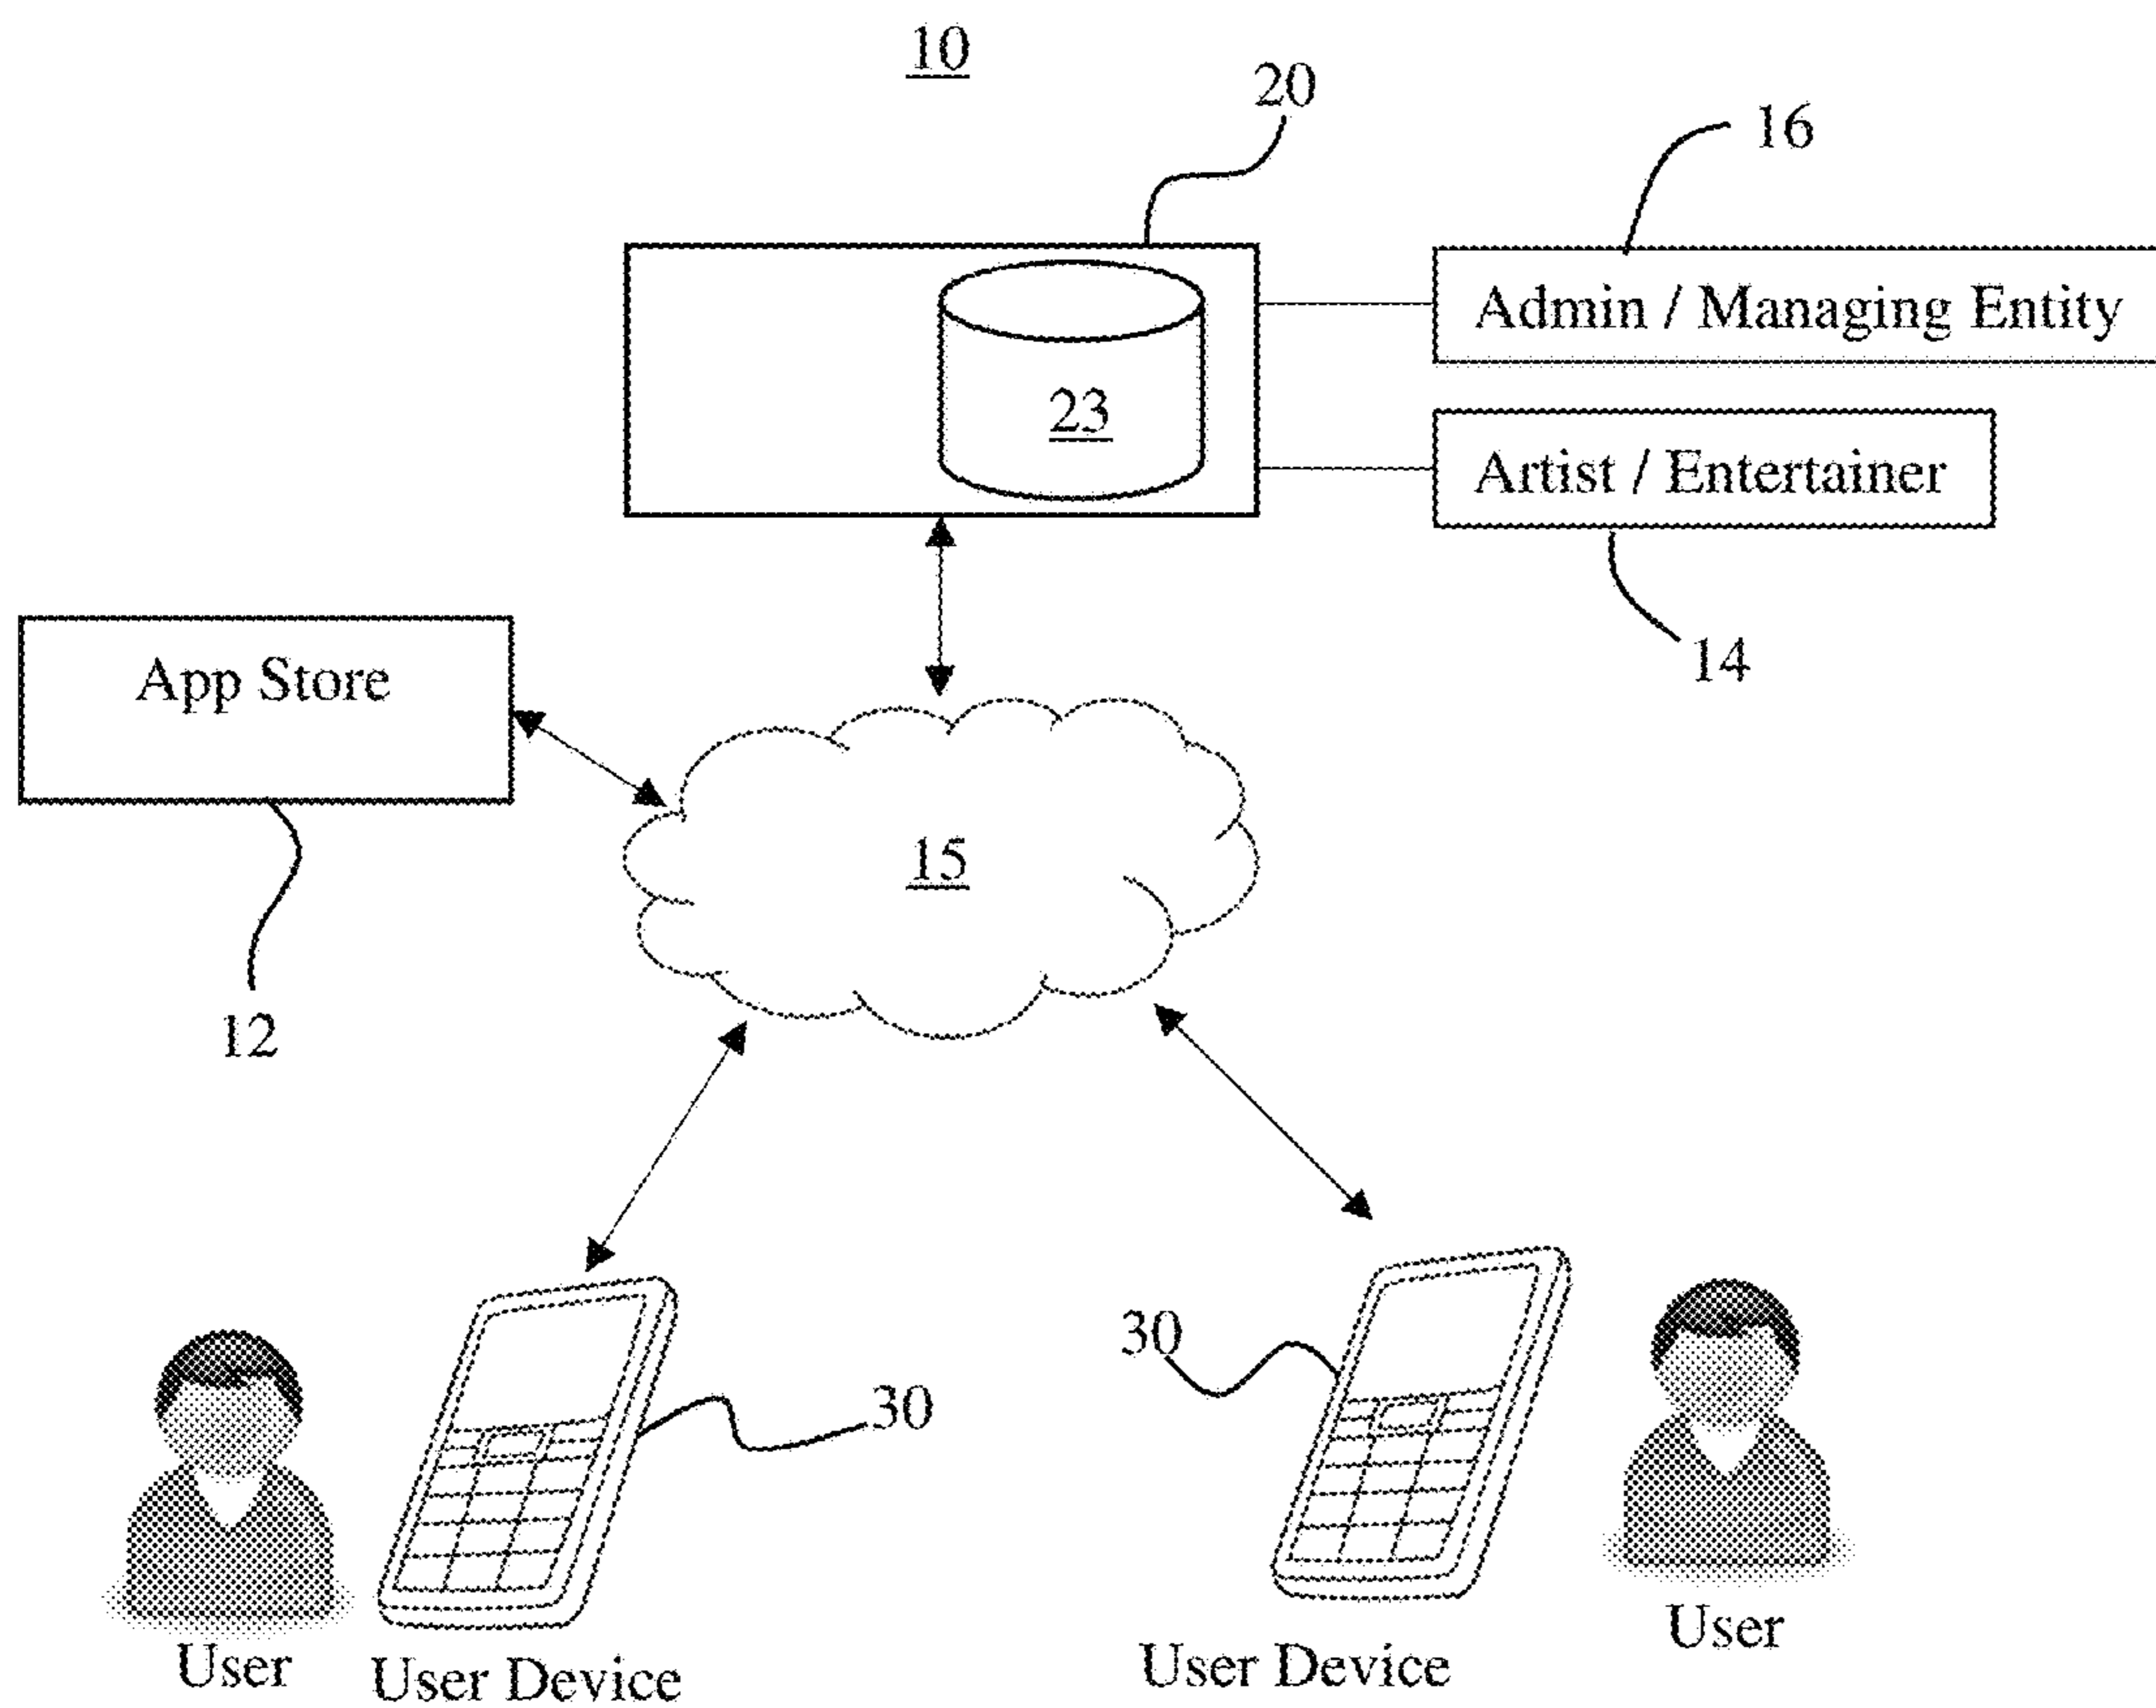 10
20
16
Admin / Managing Entity
23
Artist / Entertainer
14
App Store
15
12
30
30
User
User Device
User Device
User